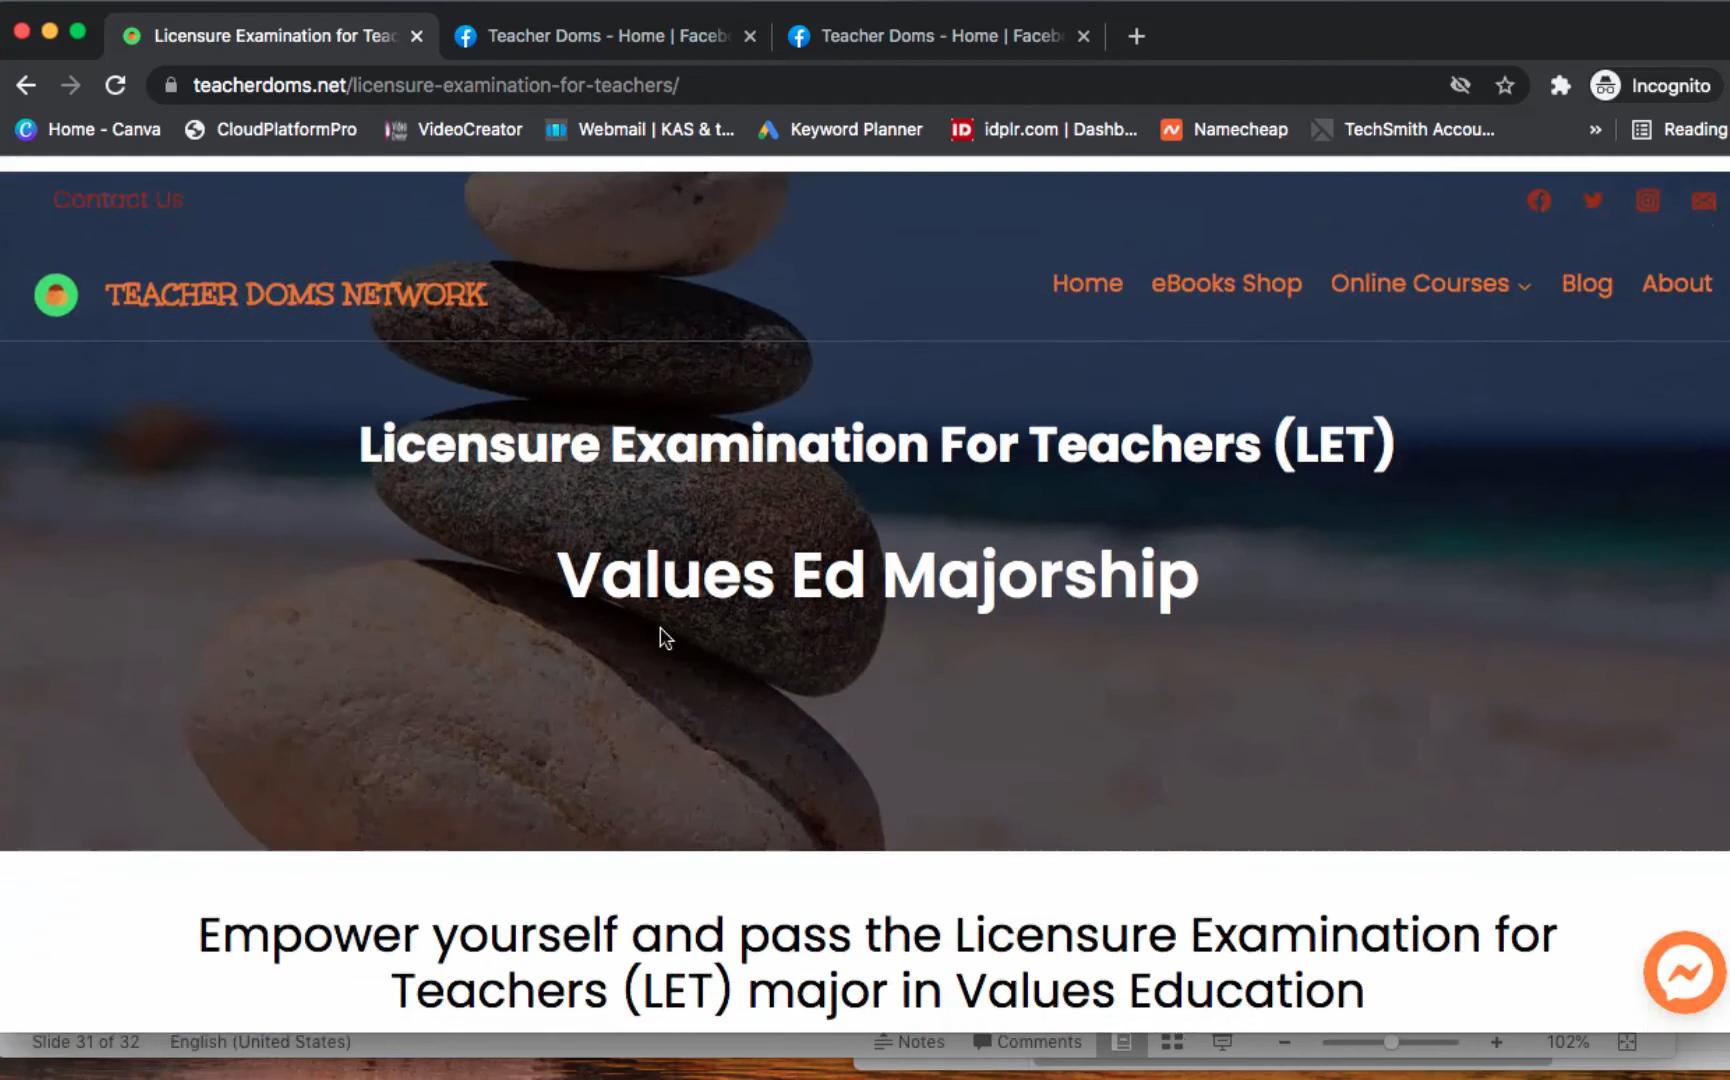 Licensure Examination for Teac
Teacher Doms - Home | Faceb
Teacher Doms - Home | Faceb
teacherdoms.net/licensure-examination-for-teachers/
Incognito
Home - Canva
CloudPlatformPro
VideoCreator
Webmail | KAS & t...
Keyword Planner
ID idplr.com | Dashb...
Namecheap
TechSmith Accou...
»
Reading
Contact Us
TEACHER DOMS NETWORK
Home
eBooks Shop
Online Courses
Blog
About
Licensure Examination For Teachers (LET)
Values Ed Majorship
Empower yourself and pass the Licensure Examination for
Teachers (LET) major in Values Education
Slide 31 of 32
English (United States)
Notes
Comments
102%